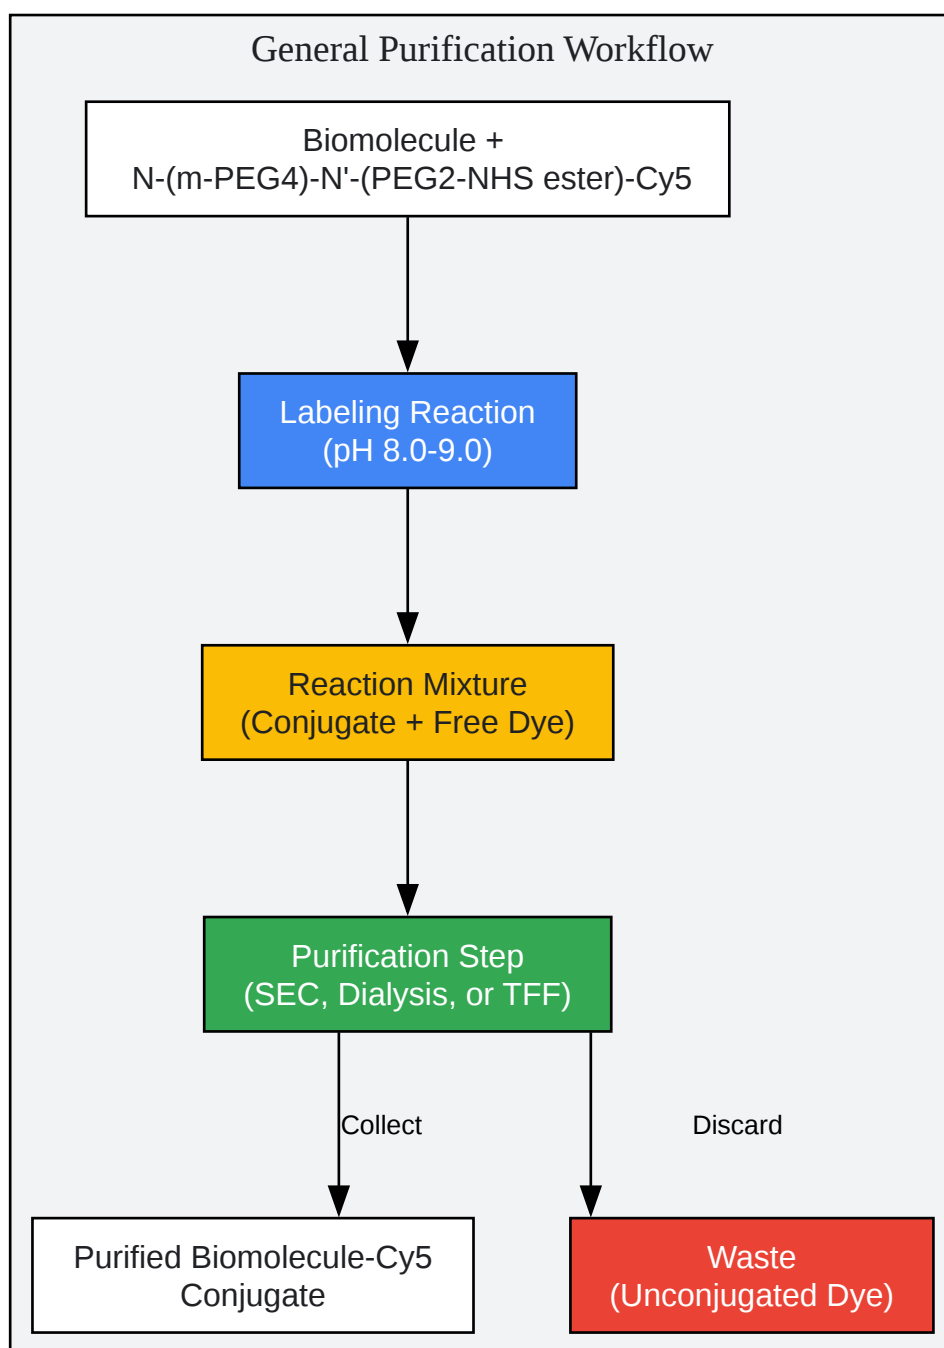 General Purification Workflow
Biomolecule +
N-(m-PEG4)-N'-(PEG2-NHS ester)-Cy5
Labeling Reaction
(pH 8.0-9.0)
Reaction Mixture
(Conjugate + Free Dye)
Purification Step
(SEC, Dialysis, or TFF)
Collect
Discard
Purified Biomolecule-Cy5
Conjugate
Waste
(Unconjugated Dye)